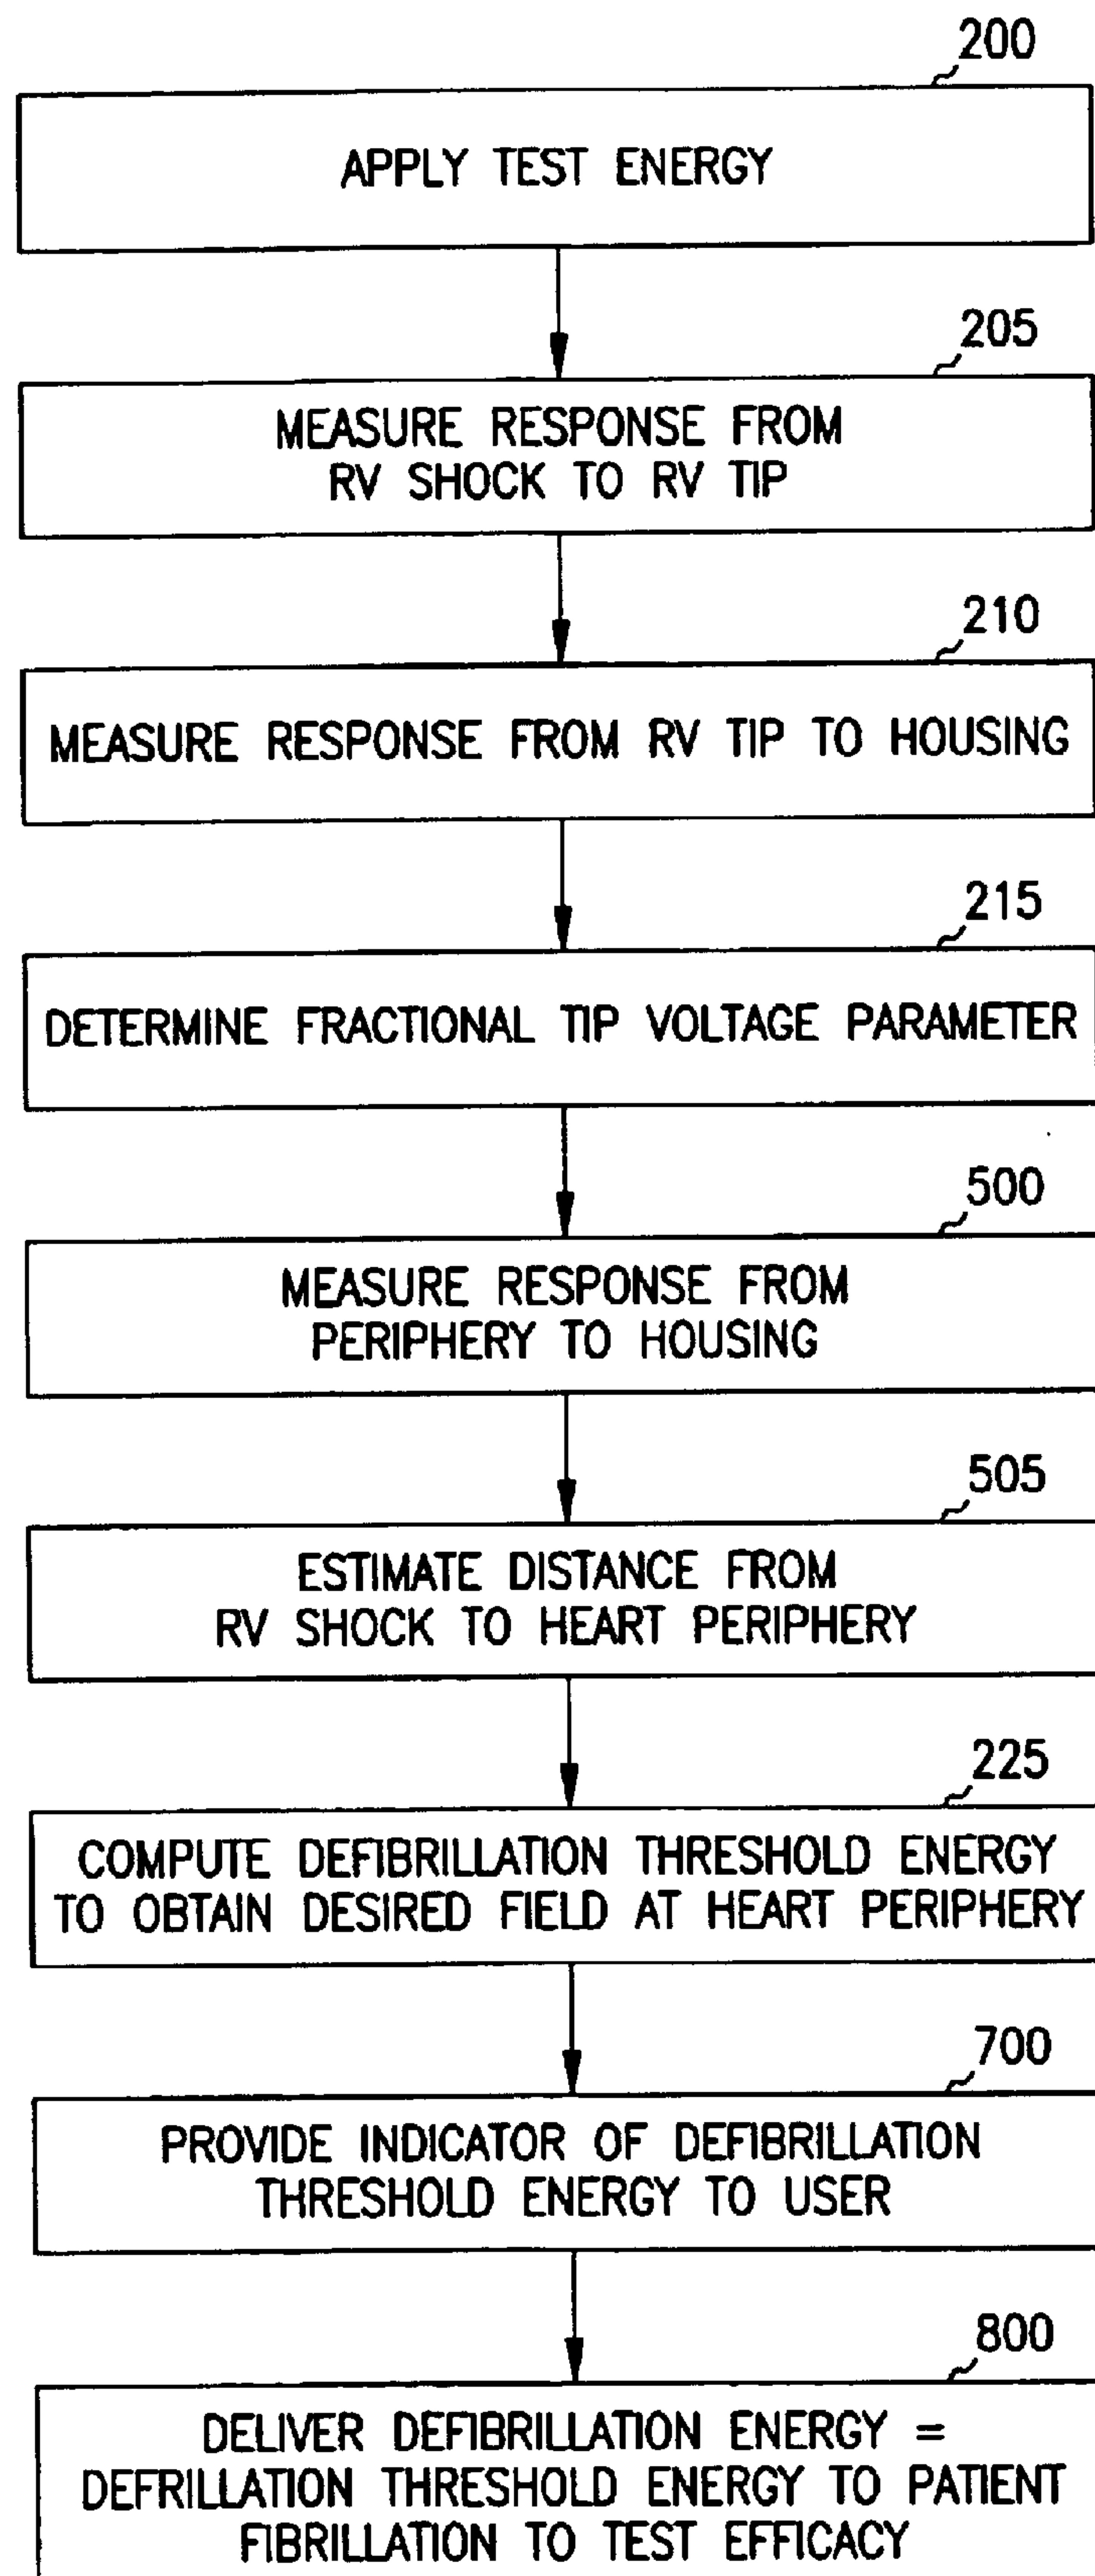 200
APPLY TEST ENERGY
205
MEASURE RESPONSE FROM
RV SHOCK TO RV TIP
210
MEASURE RESPONSE FROM RV TIP TO HOUSING
215
DETERMINE FRACTIONAL TIP VOLTAGE PARAMETER
500
MEASURE RESPONSE FROM
PERIPHERY TO HOUSING
505
ESTIMATE DISTANCE FROM
RV SHOCK TO HEART PERIPHERY
225
COMPUTE DEFIBRILLATION THRESHOLD ENERGY
TO OBTAIN DESIRED FIELD AT HEART PERIPHERY
700
PROVIDE INDICATOR OF DEFIBRILLATION
THRESHOLD ENERGY TO USER
800
DELIVER DEFIBRILLATION ENERGY =
DEFRILLATION THRESHOLD ENERGY TO PATIENT
FIBRILLATION TO TEST EFFICACY